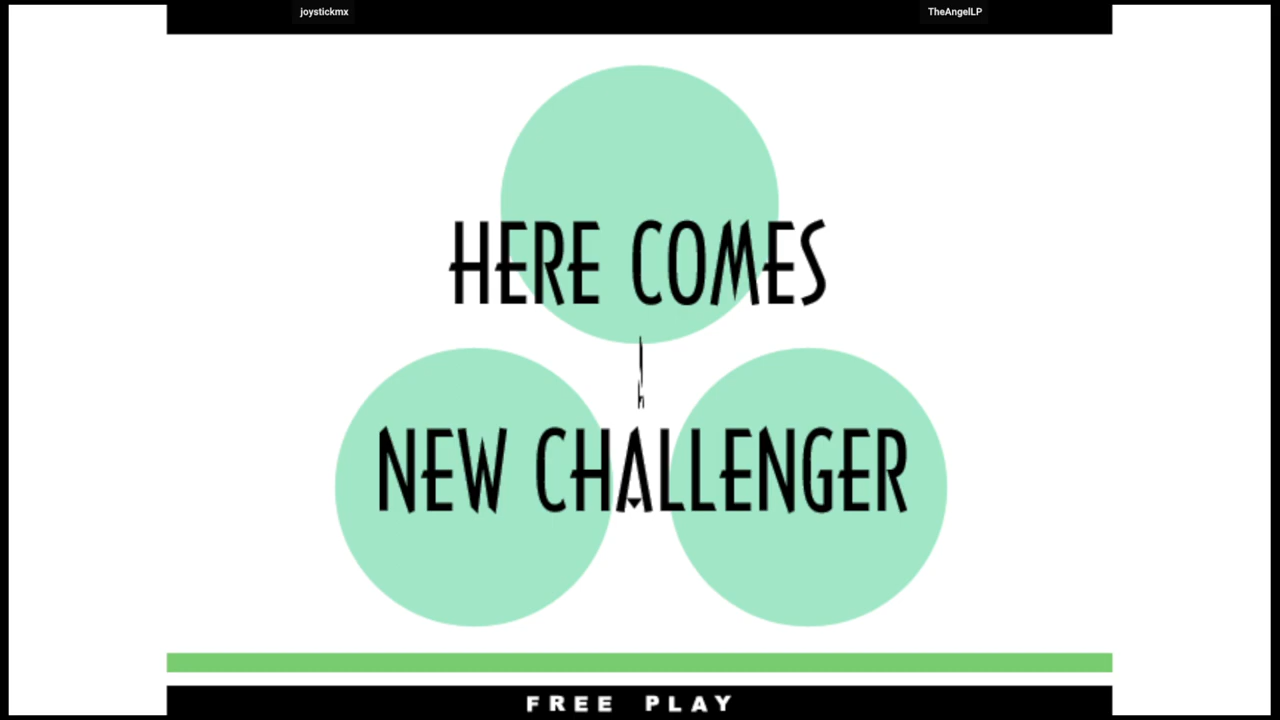 joystickmx
TheAngelLP
HERE COMES
NEW CHALLENGER
FREE PLAY